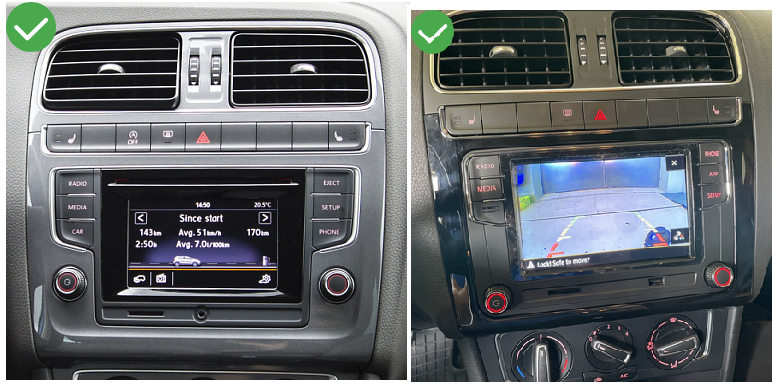 OFF
RADIO
MEDIA
CAR
EJECT
SETUP
PHONE
14:50
20.5°C
Since start
143km
Avg. 51km/h
170km
2:50h
Avg. 7.0l/100km
RADIO
MEDIA
PHONE
APP
SETUP
Look! Safe to move?
A/C